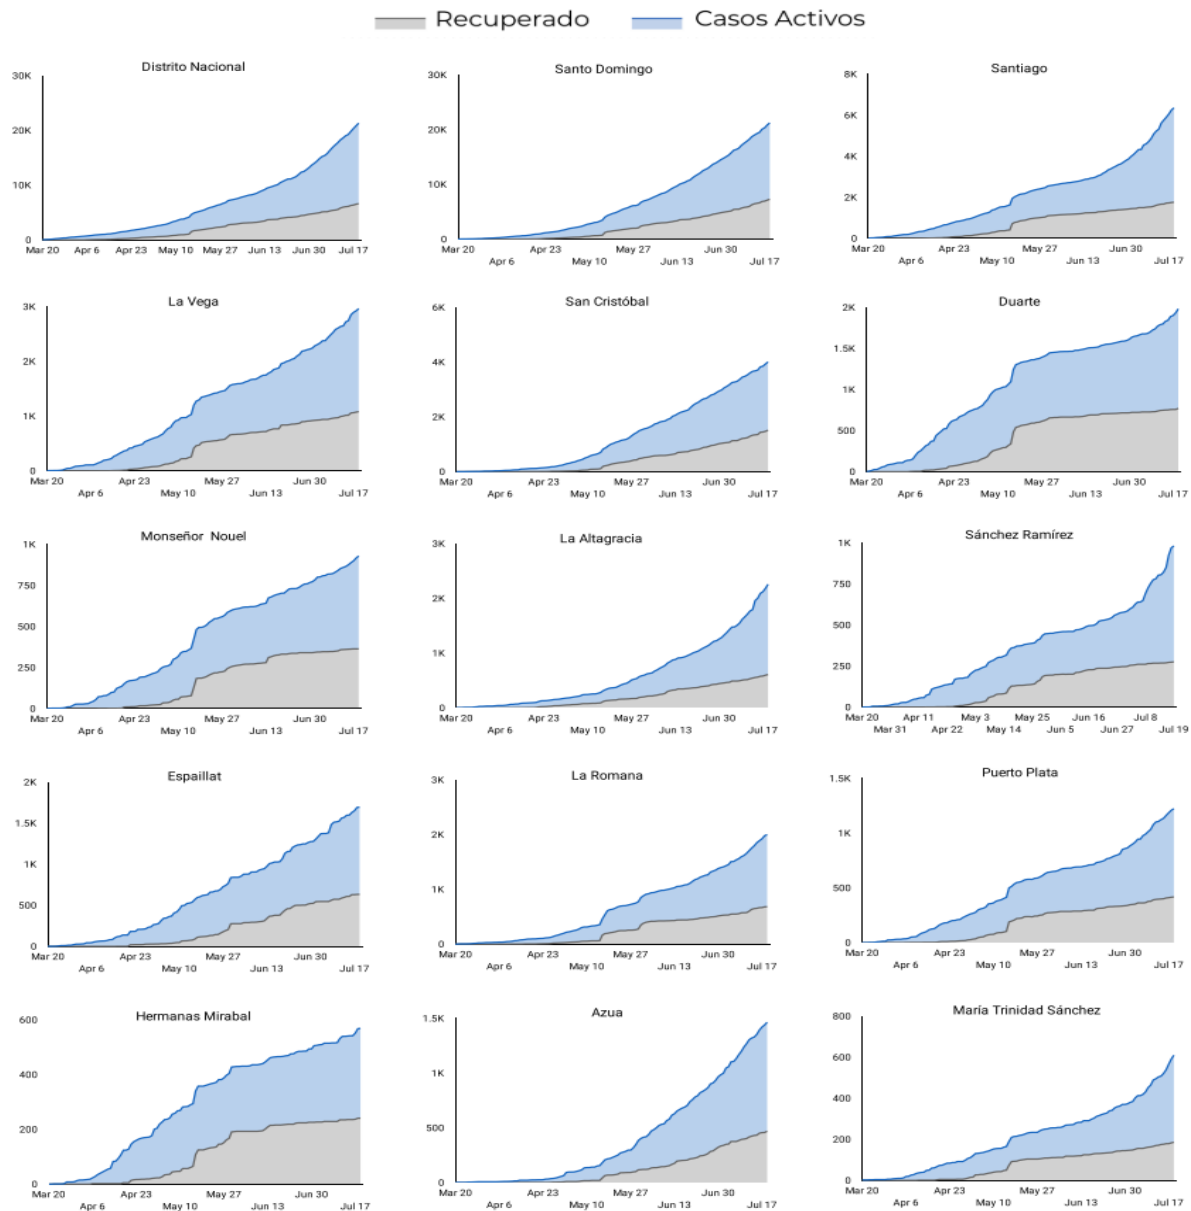 Recuperado Casos Activos
Distrito Nacional
30K
20K
10K
0
Mar 20 Apr 6 Apr 23 May 10 May 27 Jun 13 Jun 30 Jul 17
Santo Domingo
30K
20K
10K
0
Mar 20 Apr 23 May 27 Jun 30
Apr 6 May 10 Jun 13 Jul 17
Santiago
8K
6K
4K
2K
0
Mar 20 Apr 23 May 27 Jun 30
Apr 6 May 10 Jun 13 Jul 17
La Vega
3K
2K
1K
0
Mar 20 Apr 23 May 27 Jun 30
Apr 6 May 10 Jun 13 Jul 17
San Cristóbal
6K
4K
2K
0
Mar 20 Apr 23 May 27 Jun 30
Apr 6 May 10 Jun 13 Jul 17
Duarte
2K
1.5K
1K
500
0
Mar 20 Apr 23 May 27 Jun 30
Apr 6 May 10 Jun 13 Jul 17
Monseñor Nouel
1K
750
500
250
0
Mar 20 Apr 23 May 27 Jun 30
Apr 6 May 10 Jun 13 Jul 17
La Altagracia
3K
2K
1K
0
Mar 20 Apr 23 May 27 Jun 30
Apr 6 May 10 Jun 13 Jul 17
Sánchez Ramírez
1K
750
500
250
0
Mar 20 Apr 11 May 3 May 25 Jun 16 Jul 8
Mar 31 Apr 22 May 14 Jun 5 Jun 27 Jul 19
Espaillat
2K
1.5K
1K
500
0
Mar 20 Apr 23 May 27 Jun 30
Apr 6 May 10 Jun 13 Jul 17
La Romana
3K
2K
1K
0
Mar 20 Apr 23 May 27 Jun 30
Apr 6 May 10 Jun 13 Jul 17
Puerto Plata
1.5K
1K
500
0
Mar 20 Apr 23 May 27 Jun 30
Apr 6 May 10 Jun 13 Jul 17
Hermanas Mirabal
600
400
200
0
Mar 20 Apr 23 May 27 Jun 30
Apr 6 May 10 Jun 13 Jul 17
Azua
1.5K
1K
500
0
Mar 20 Apr 23 May 27 Jun 30
Apr 6 May 10 Jun 13 Jul 17
María Trinidad Sánchez
800
600
400
200
0
Mar 20 Apr 23 May 27 Jun 30
Apr 6 May 10 Jun 13 Jul 17